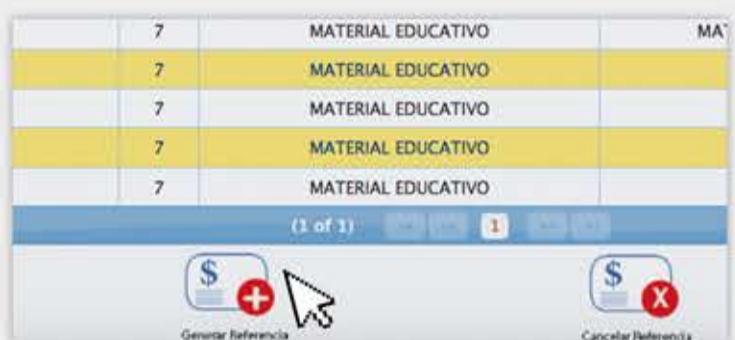 7 MATERIAL EDUCATIVO MAT
7 MATERIAL EDUCATIVO
7 MATERIAL EDUCATIVO
7 MATERIAL EDUCATIVO
7 MATERIAL EDUCATIVO
(1 of 1) 1
$ $
Generar Referencia Cancelar Referencia